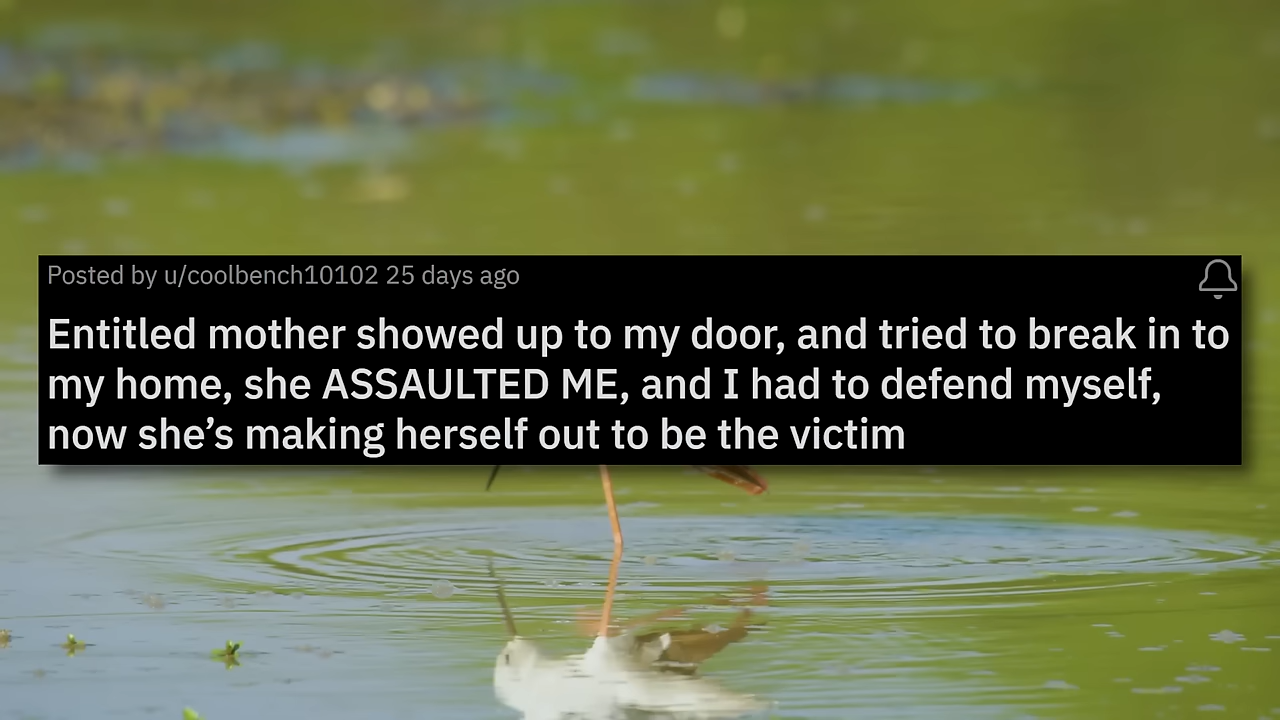 Posted by u/coolbench10102 25 days ago
Entitled mother showed up to my door, and tried to break in to
my home, she ASSAULTED ME, and I had to defend myself,
now she’s making herself out to be the victim